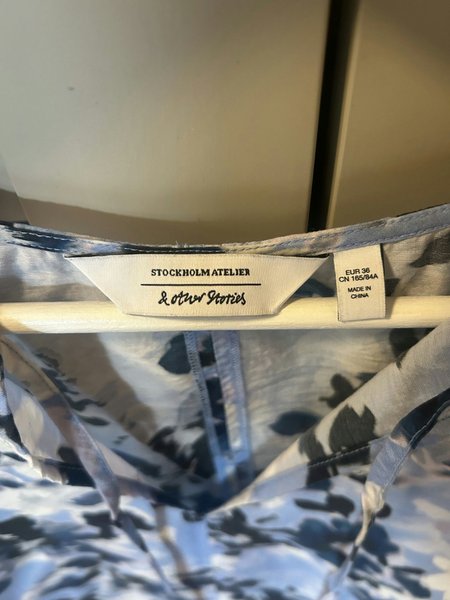 STOCKHOLM ATELIER
& Other Stories
EUR 36
CN 165/84A
MADE IN
CHINA